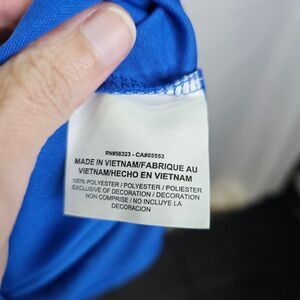 RN#56323 - CA#05553
MADE IN VIETNAM/FABRIQUE AU
VIETNAM/HECHO EN VIETNAM
100% POLYESTER / POLYESTER / POLIESTER
EXCLUSIVE OF DECORATION / DECORATION
NON COMPRISE / NO INCLUYE LA
DECORACION